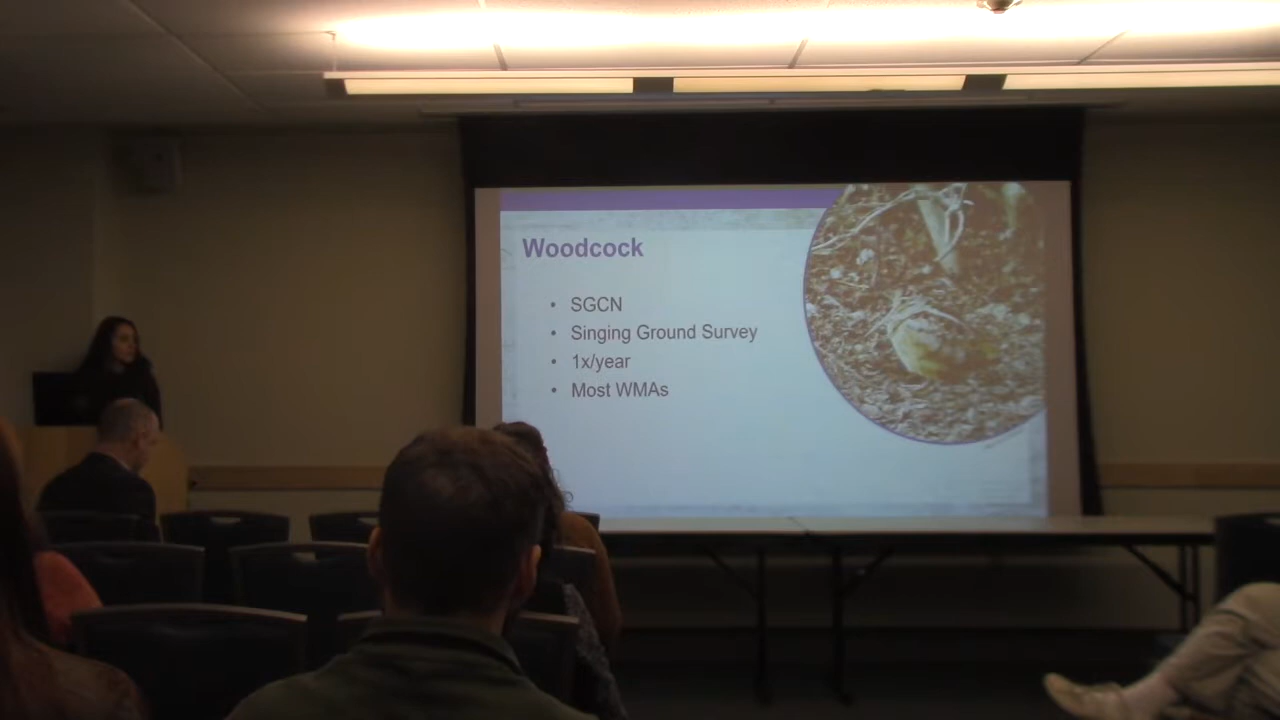 Woodcock
• SGCN
• Singing Ground Survey
• 1x/year
• Most WMAs